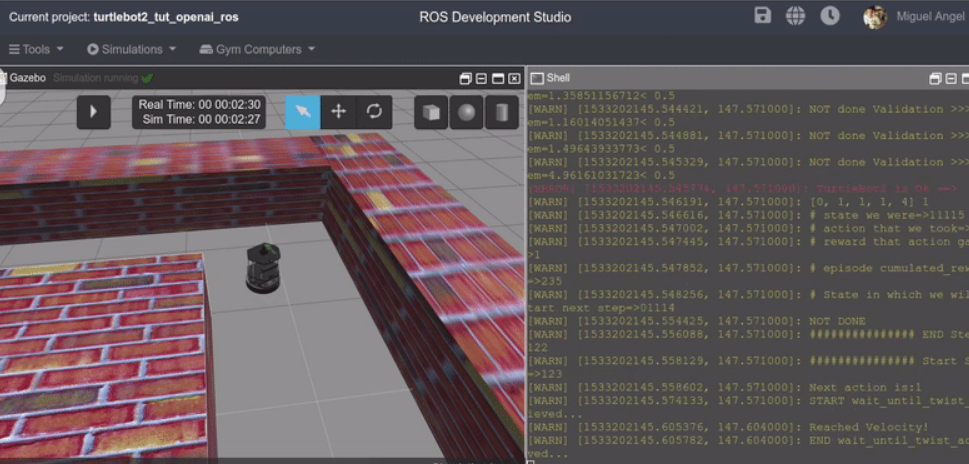 Current project: turtlebot2_tut_openai_ros
ROS Development Studio
Miguel Angel
Tools
Simulations
Gym Computers
Gazebo Simulation running
Real Time: 00 00:02:30
Sim Time: 00 00:02:27
Shell
em=1.35851156712< 0.5
[WARN] [1533202145.544421, 147.571000]: NOT done Validation >>>
em=1.16014051437< 0.5
[WARN] [1533202145.544881, 147.571000]: NOT done Validation >>>
em=1.49643933773< 0.5
[WARN] [1533202145.545329, 147.571000]: NOT done Validation >>>
em=4.96161031723< 0.5
[ERROR] 147.571000]: TurtleBot2 is OK ==>
[WARN] [1533202145.546191, 147.571000]: [0, 1, 1, 1, 4] 1
[WARN] [1533202145.546616, 147.571000]: # state we were=>11115
[WARN] [1533202145.547002, 147.571000]: # action that we took=>
[WARN] [1533202145.547445, 147.571000]: # reward that action ga
>1
[WARN] [1533202145.547852, 147.571000]: # episode cumulated_rew
=>235
[WARN] [1533202145.548256, 147.571000]: # State in which we wil
tart next step=>01114
[WARN] [1533202145.554425, 147.571000]: NOT DONE
[WARN] [1533202145.556088, 147.571000]: ############### END Ste
122
[WARN] [1533202145.558129, 147.571000]: ############### Start S
=>123
[WARN] [1533202145.558602, 147.571000]: Next action is:1
[WARN] [1533202145.574133, 147.571000]: START wait_until_twist_
ieved...
[WARN] [1533202145.605376, 147.604000]: Reached Velocity!
[WARN] [1533202145.605782, 147.604000]: END wait_until_twist_ac
ved...